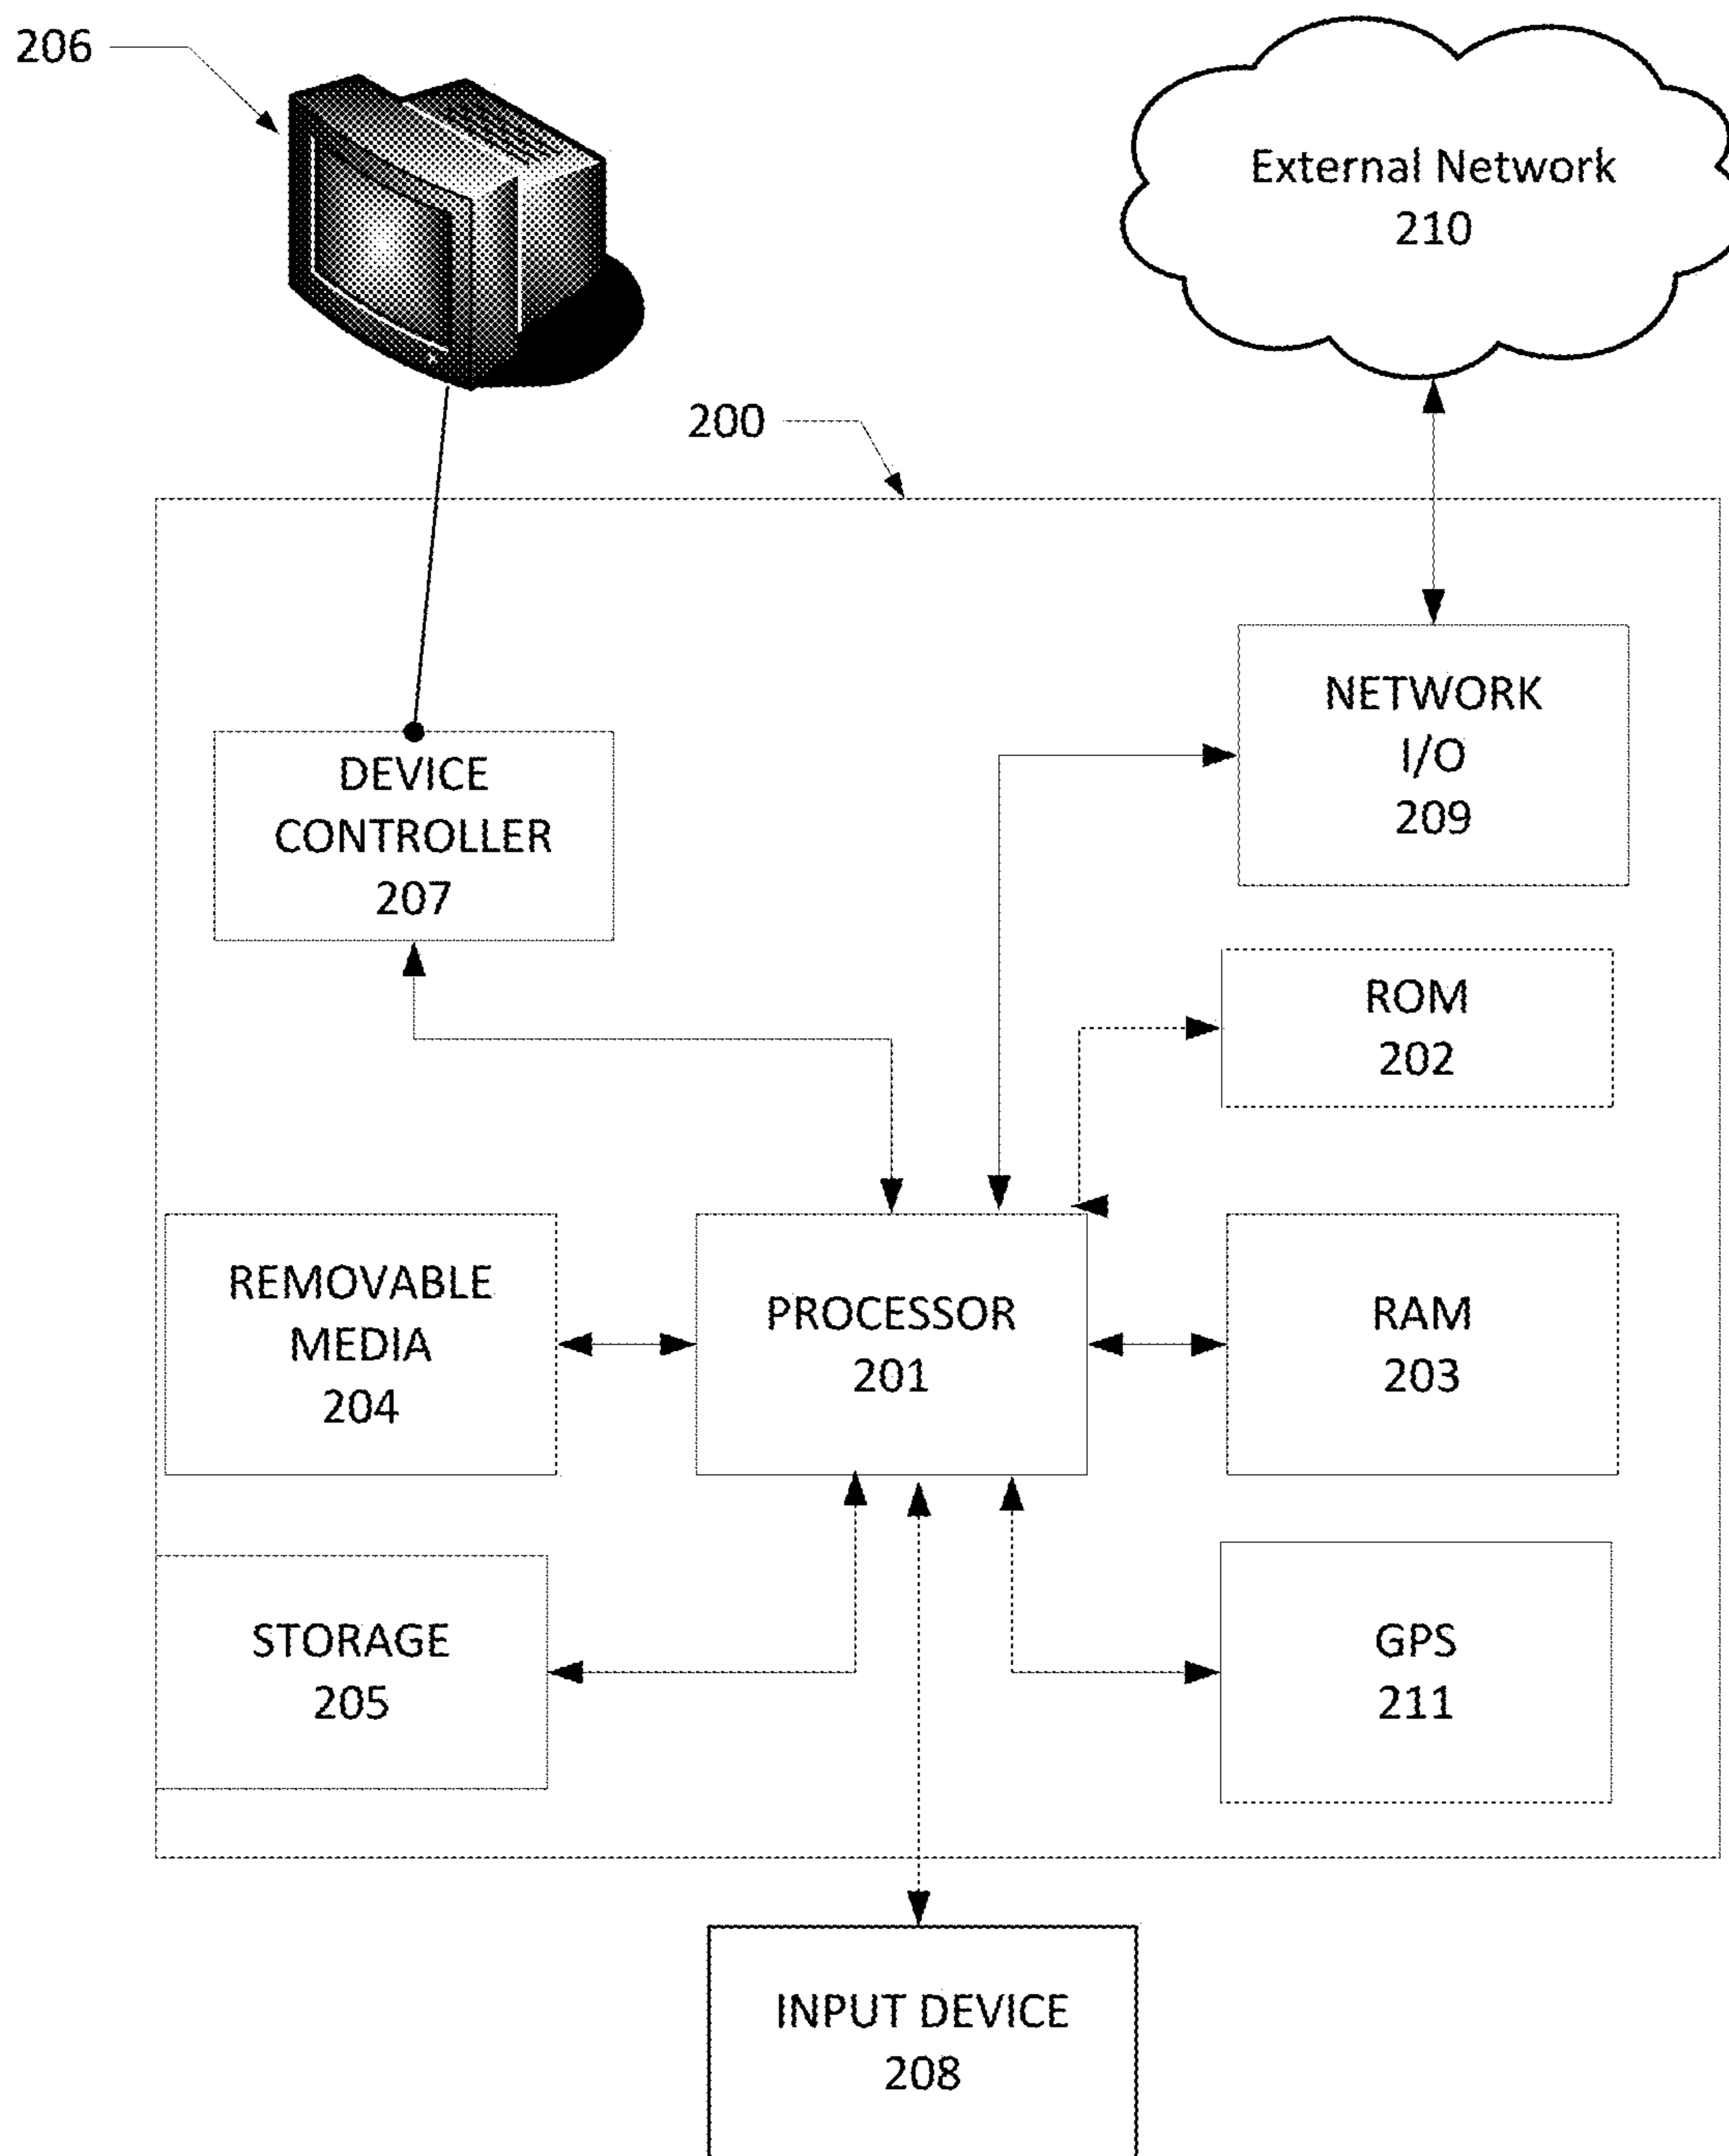 206
External Network
210
200
NETWORK
I/O
209
DEVICE
CONTROLLER
207
ROM
202
REMOVABLE
MEDIA
204
PROCESSOR
201
RAM
203
STORAGE
205
GPS
211
INPUT DEVICE
208